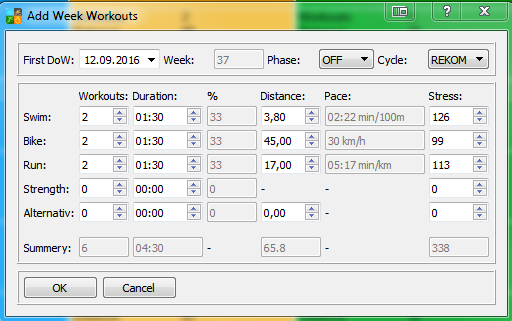 Add Week Workouts
First DoW: 12.09.2016 Week: 37 Phase: OFF Cycle: REKOM
Workouts: Duration: % Distance: Pace: Stress:
Swim: 2 01:30 33 3,80 02:22 min/100m 126
Bike: 2 01:30 33 45,00 30 km/h 99
Run: 2 01:30 33 17,00 05:17 min/km 113
Strength: 0 00:00 0 - - 0
Alternativ: 0 00:00 0 0,00 - 0
Summery: 6 04:30 - 65.8 - 338
OK Cancel